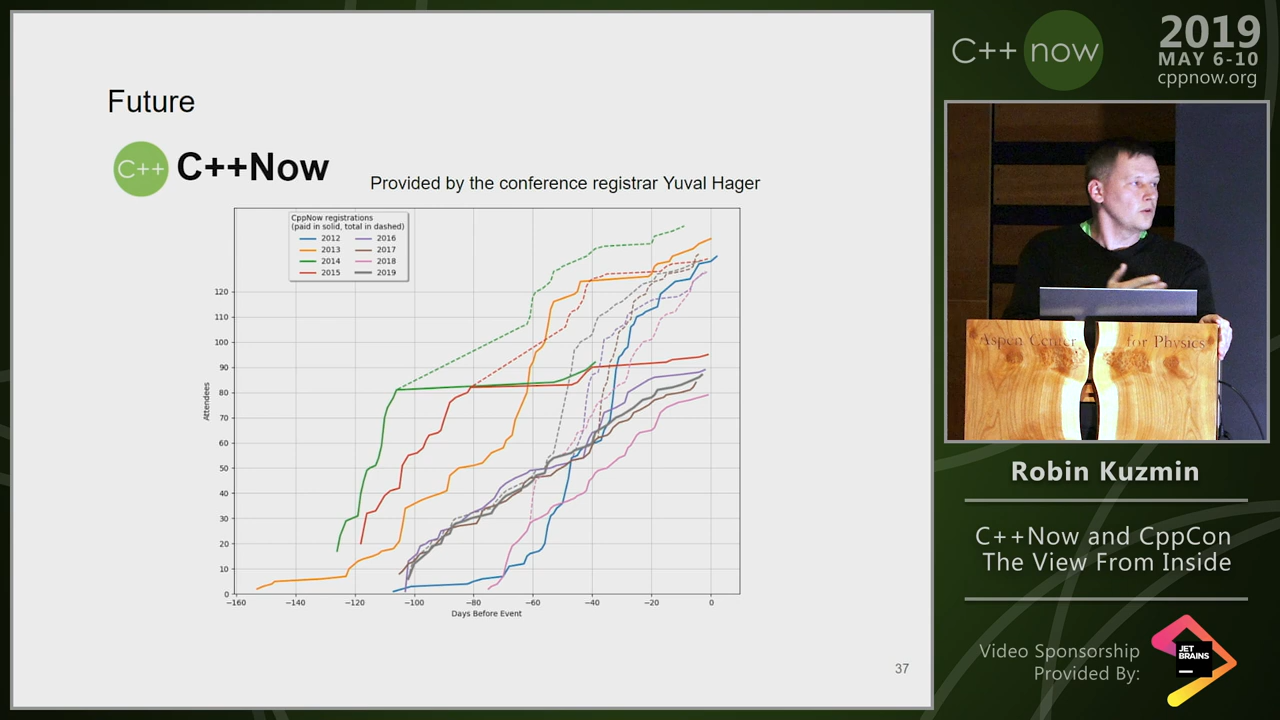 Future
C++
C++Now
Provided by the conference registrar Yuval Hager
CppNow registrations
(paid in solid, total in dashed)
2012
2013
2014
2015
2016
2017
2018
2019
Attendees
120
110
100
90
80
70
60
50
40
30
20
10
0
−160
−140
−120
−100
−80
−60
−40
−20
0
Days Before Event
37
C++ now
2019
MAY 6-10
cppnow.org
Aspen Center for Physics
Robin Kuzmin
C++Now and CppCon
The View From Inside
Video Sponsorship
Provided By:
JET
BRAINS